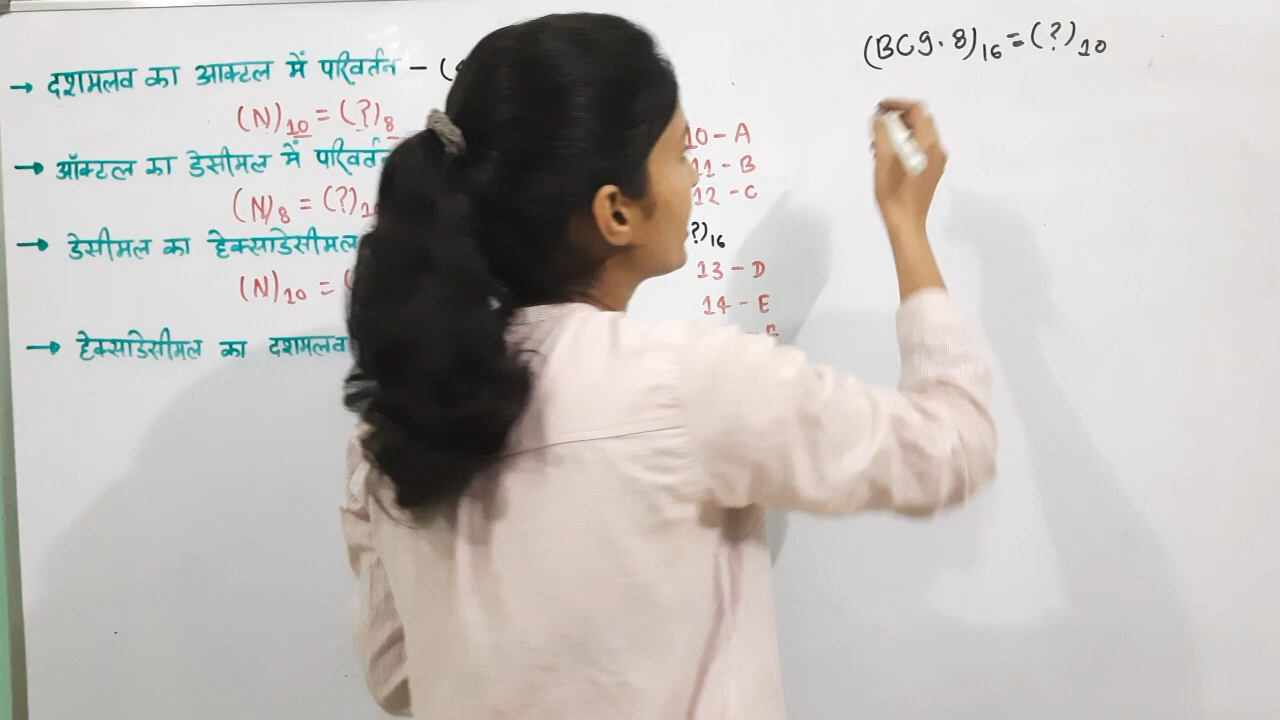 → दशमलव का आक्टल में परिवर्तन – (
(N)₁₀ = (?)₈
→ ऑक्टल का डेसीमल में परिवर्तन
(N)₈ = (?)₁₀
→ डेसीमल का हेक्साडेसीमल
(N)₁₀ =
→ हेक्साडेसीमल का दशमलव
10 – A
11 – B
12 – C
?)₁₆
13 – D
14 – E
(BC9.8)₁₆ = (?)₁₀